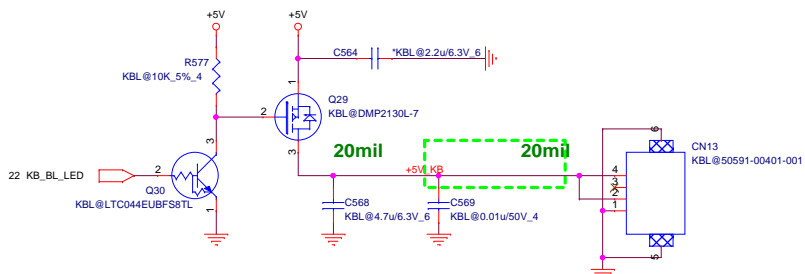 +5V
+5V
C564
*KBL@2.2u/6.3V_6
R577
KBL@10K_5%_4
1
Q29
2
KBL@DMP2130L-7
3
3
20mil
20mil
6
CN13
KBL@50591-00401-001
22 KB_BL_LED
2
+5V_KB
4
3
2
1
Q30
KBL@LTC044EUBFS8TL
1
C568
KBL@4.7u/6.3V_6
C569
KBL@0.01u/50V_4
5